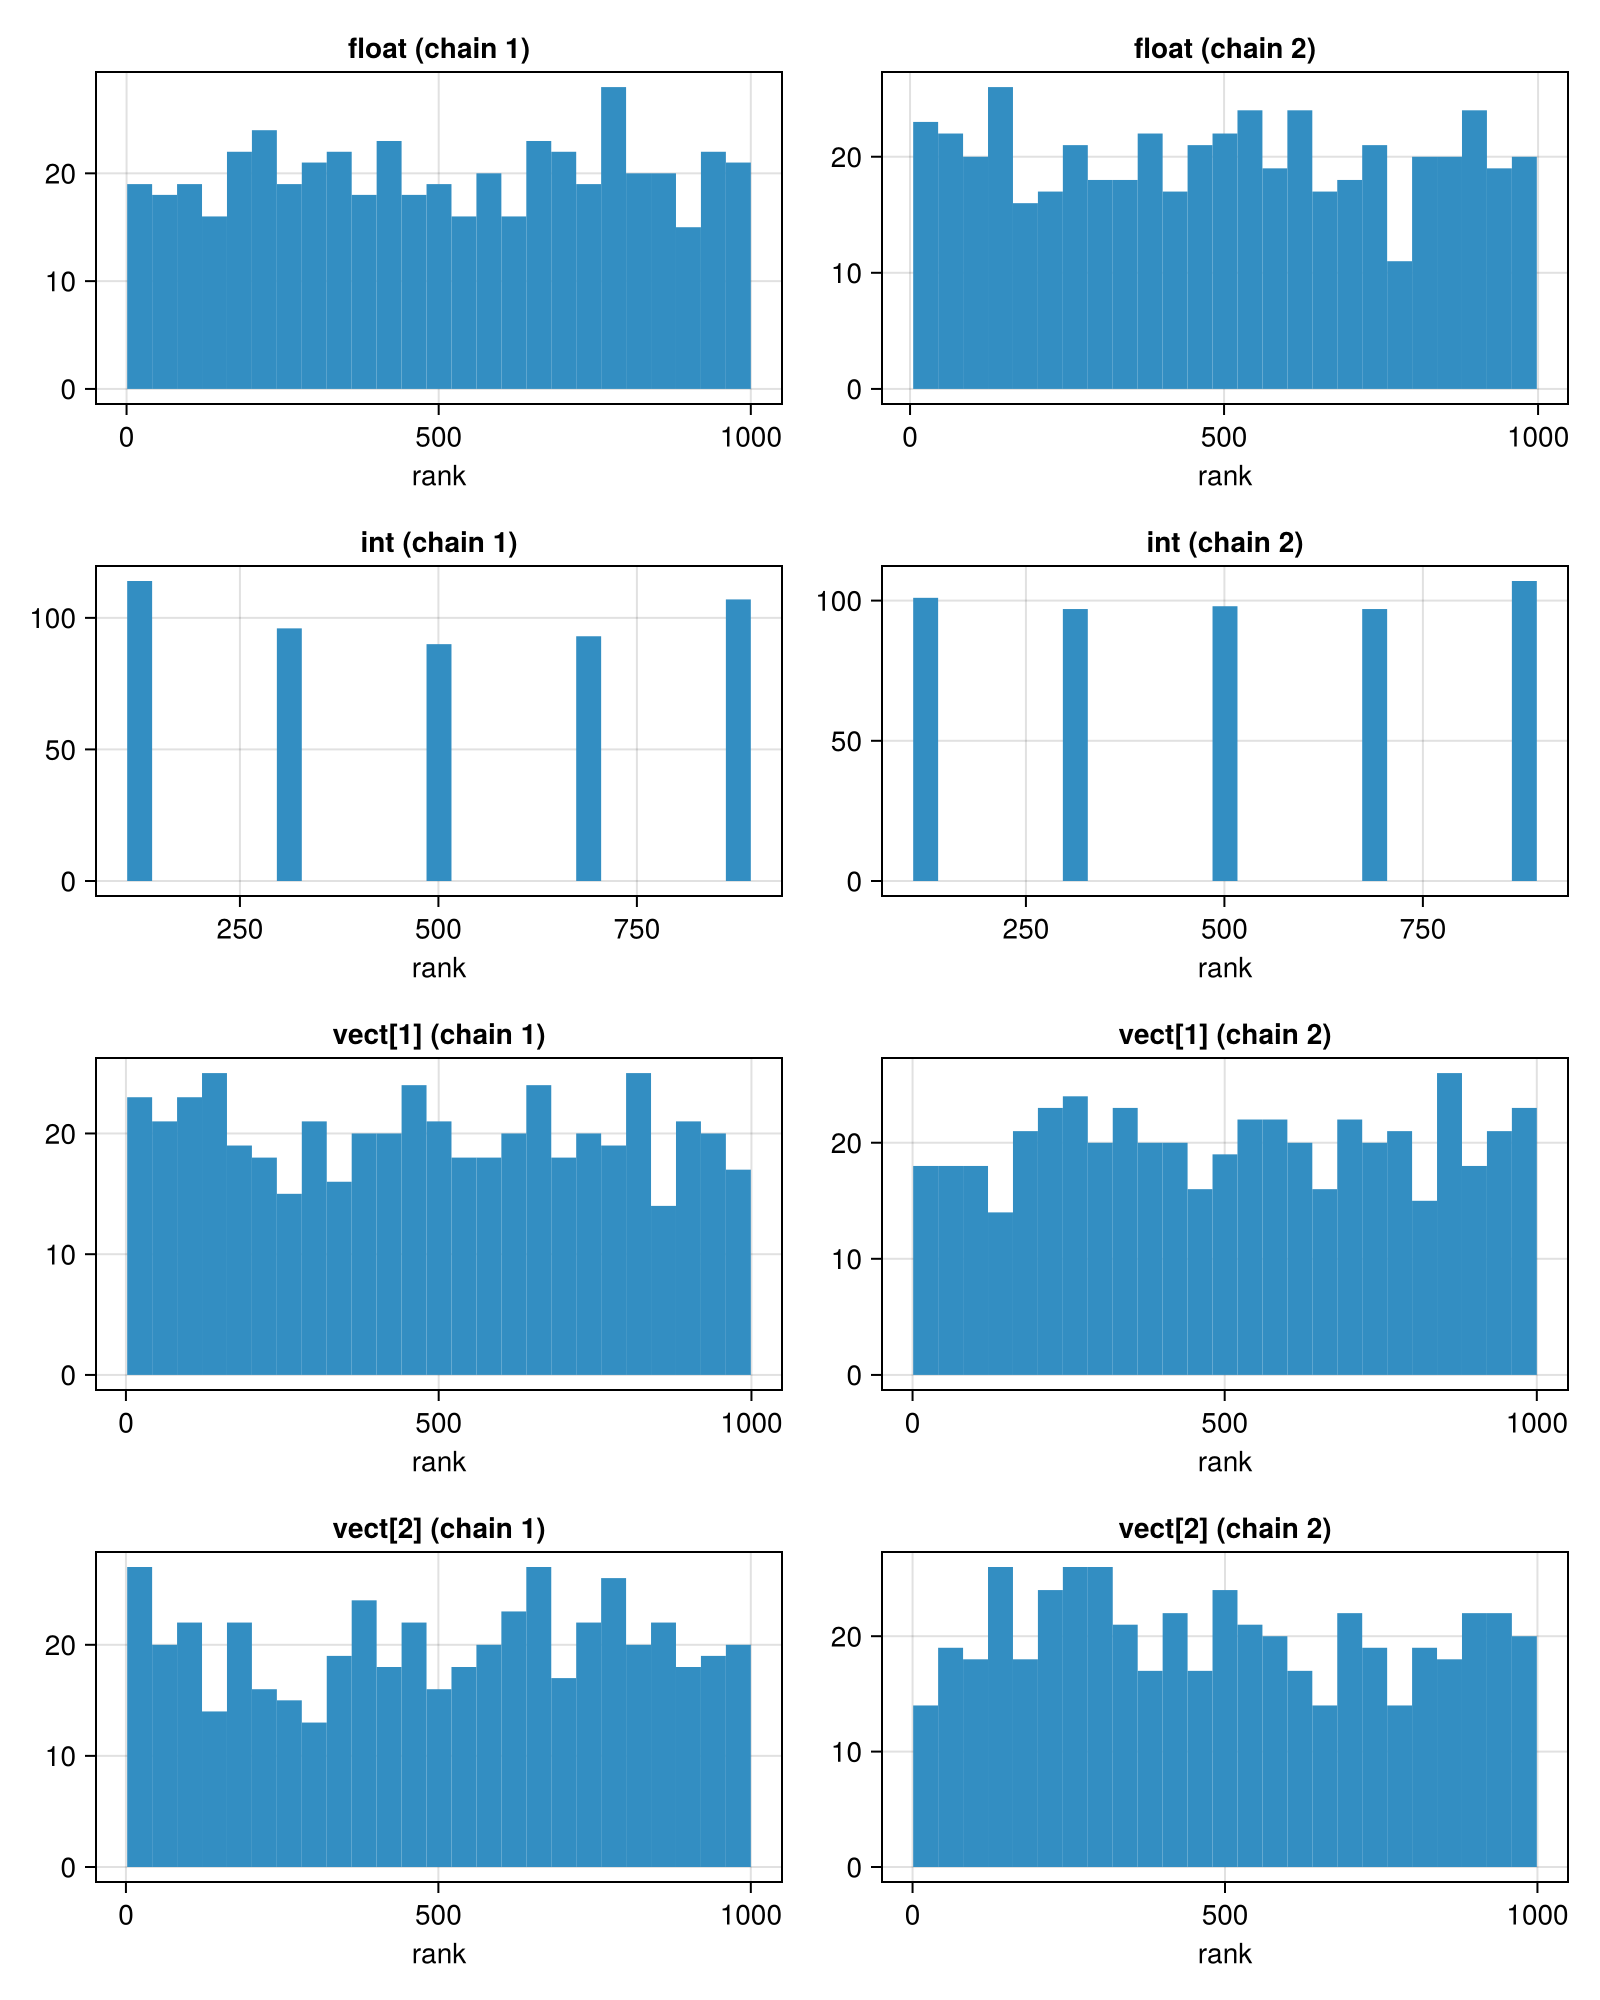 float (chain 1)
20
10
0
0 500 1000
rank
float (chain 2)
20
10
0
0 500 1000
rank
int (chain 1)
100
50
0
250 500 750
rank
int (chain 2)
100
50
0
250 500 750
rank
vect[1] (chain 1)
20
10
0
0 500 1000
rank
vect[1] (chain 2)
20
10
0
0 500 1000
rank
vect[2] (chain 1)
20
10
0
0 500 1000
rank
vect[2] (chain 2)
20
10
0
0 500 1000
rank